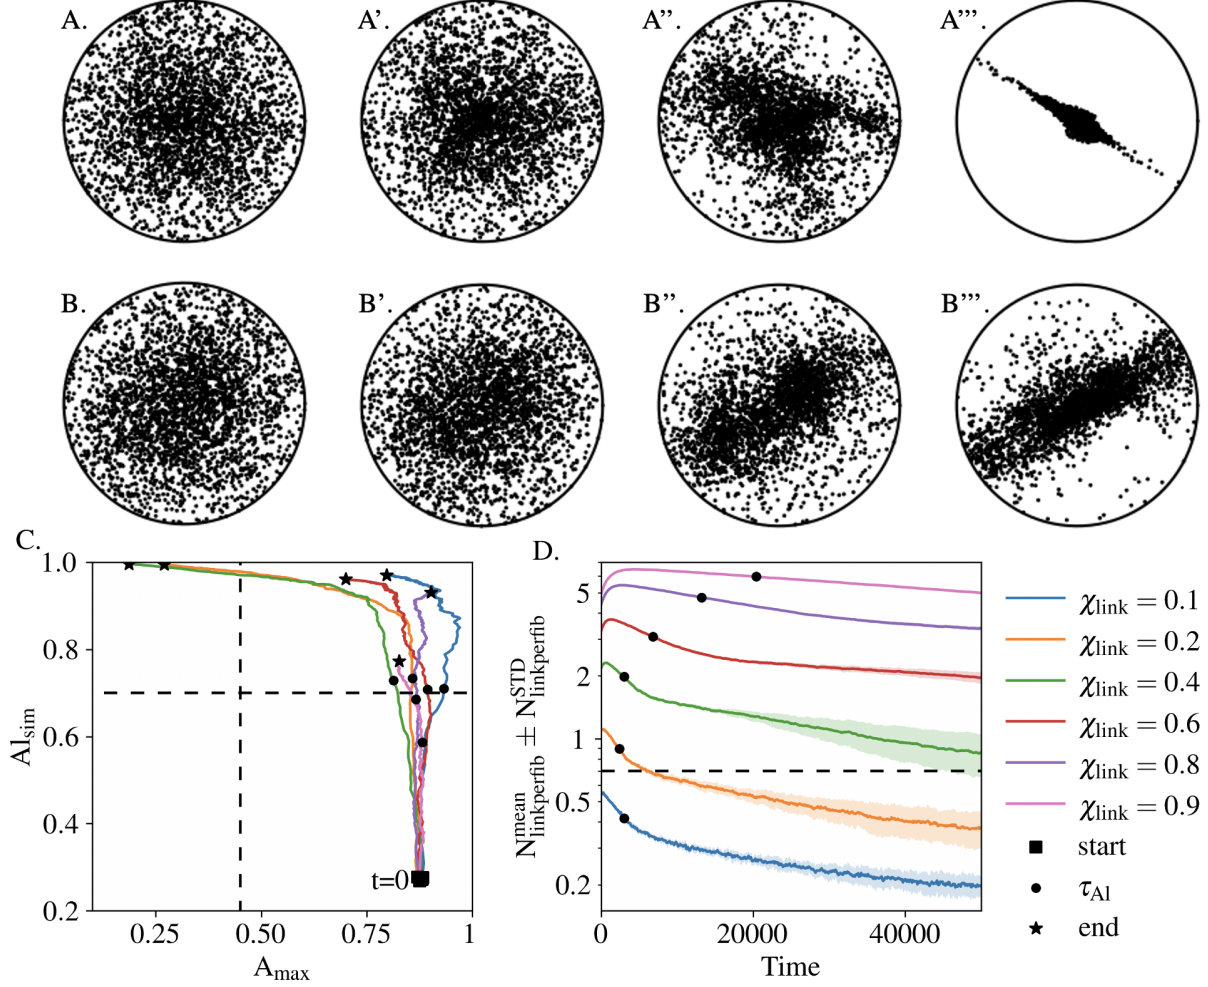 A. A'. A''. A'''.
B. B'. B''. B'''.
C.
1.0
0.8
0.6
0.4
0.2
Al_sim
t=0
0.25 0.50 0.75 1
A_max
D.
5
2
1
0.5
0.2
N^mean_linkperfib ± N^STD_linkperfib
0 20000 40000
Time
χ_link = 0.1
χ_link = 0.2
χ_link = 0.4
χ_link = 0.6
χ_link = 0.8
χ_link = 0.9
start
τ_Al
end